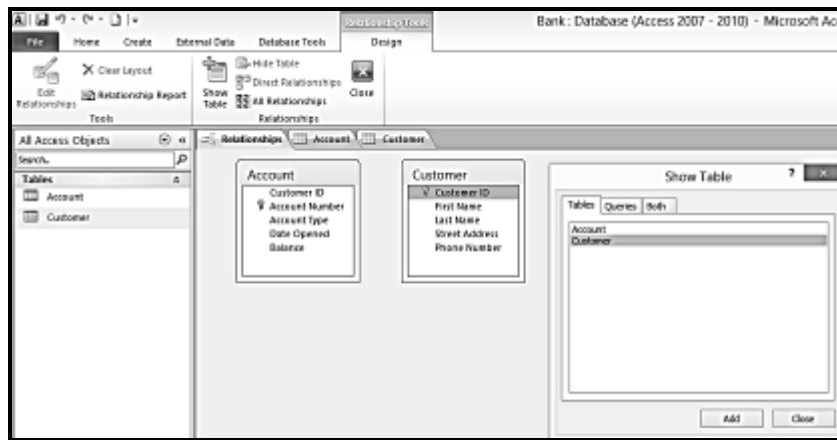 Relationship Tools
Bank : Database (Access 2007 - 2010) - Microsoft Ac
File Home Create External Data Database Tools Design
Edit Relationships
Clear Layout
Relationship Report
Tools
Show Table
Hide Table
Direct Relationships
All Relationships
Relationships
Close
All Access Objects
Search..
Tables
Account
Customer
Relationships Account Customer
Account
Customer ID
Account Number
Account Type
Date Opened
Balance
Customer
Customer ID
First Name
Last Name
Street Address
Phone Number
Show Table ?
Tables Queries Both
Account
Customer
Add Close